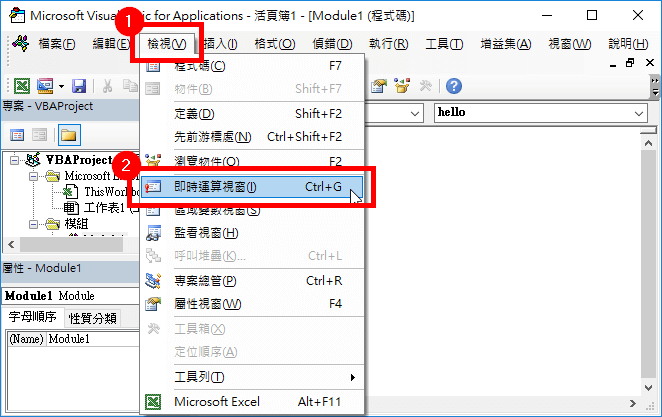 Microsoft Visual Basic for Applications - 活頁簿1 - [Module1 (程式碼)]
1
檔案(F) 編輯(E) 檢視(V) 插入(I) 格式(O) 偵錯(D) 執行(R) 工具(T) 增益集(A) 視窗(W) 說明(H)
程式碼(C) F7
物件(B) Shift+F7
定義(D) Shift+F2
先前游標處(N) Ctrl+Shift+F2
瀏覽物件(O) F2
2
即時運算視窗(I) Ctrl+G
區域變數視窗(S)
監看視窗(H)
呼叫堆疊(K)... Ctrl+L
專案總管(P) Ctrl+R
屬性視窗(W) F4
工具箱(X)
定位順序(A)
工具列(T)
Microsoft Excel Alt+F11
hello
專案 - VBAProject
VBAProject
Microsoft Ex
ThisWorkbo
工作表1 (
模組
屬性 - Module1
Module1 Module
字母順序 性質分類
(Name) Module1